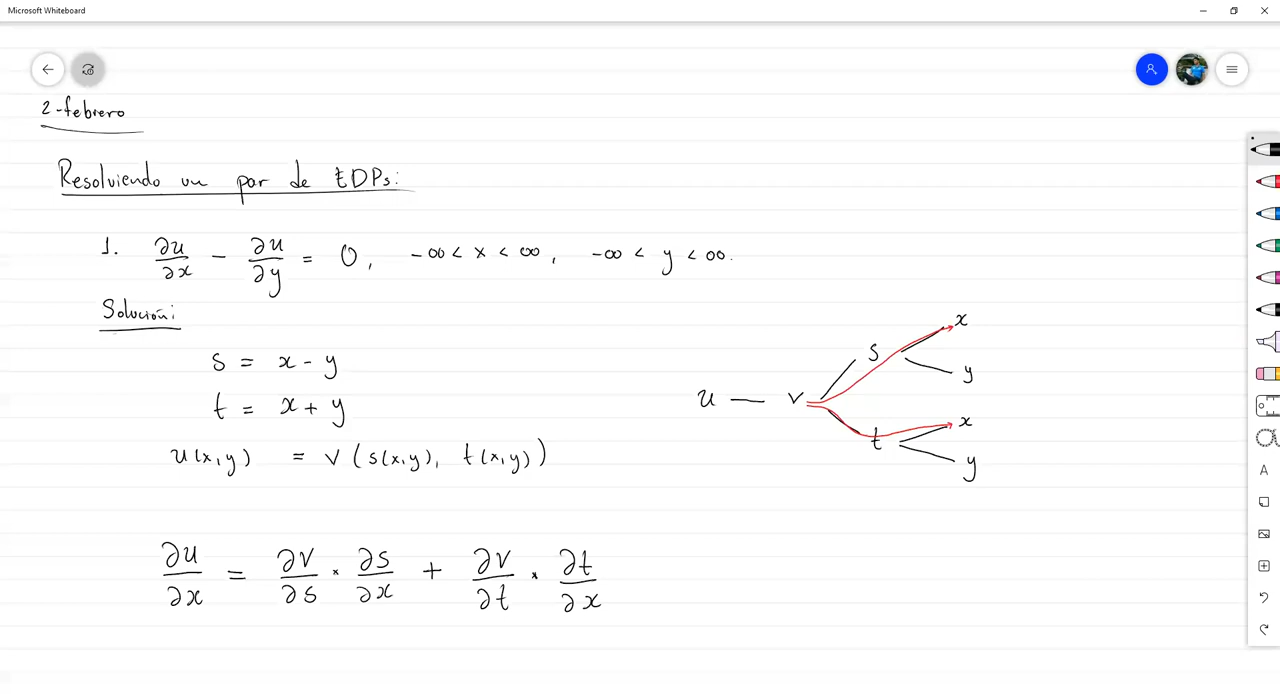 Microsoft Whiteboard
2-febrero
Resolviendo un par de EDPs:
1. ∂u/∂x - ∂u/∂y = 0, -∞ < x < ∞, -∞ < y < ∞.
Solución:
s = x - y
t = x + y
u(x,y) = v(s(x,y), t(x,y))
u — v
s
x
y
t
x
y
∂u/∂x = ∂v/∂s · ∂s/∂x + ∂v/∂t · ∂t/∂x
A